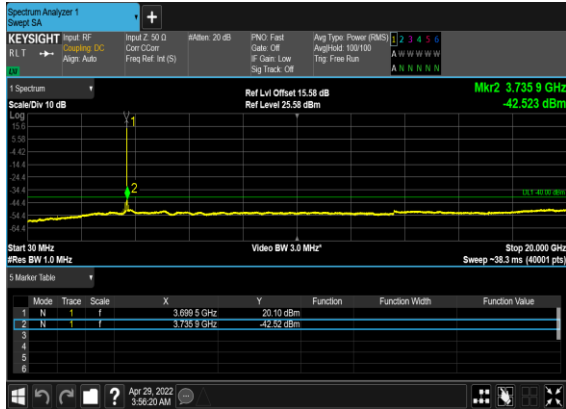 Spectrum Analyzer 1
Swept SA
+
KEYSIGHT
RLT
LU
Input: RF
Coupling: DC
Align: Auto
Input Z: 50 Ω
Corr CCorr
Freq Ref: Int (S)
#Atten: 20 dB
PNO: Fast
Gate: Off
IF Gain: Low
Sig Track: Off
Avg Type: Power (RMS)
Avg|Hold: 100/100
Trig: Free Run
1 2 3 4 5 6
A W W W W W
A N N N N N
1 Spectrum
Scale/Div 10 dB
Log
Ref Lvl Offset 15.58 dB
Ref Level 25.58 dBm
Mkr2 3.735 9 GHz
-42.523 dBm
15.6
5.58
-4.42
-14.4
-24.4
-34.4
-44.4
-54.4
-64.4
1
2
DL1 -40.00 dBm
Start 30 MHz
#Res BW 1.0 MHz
Video BW 3.0 MHz*
Stop 20.000 GHz
Sweep ~38.3 ms (40001 pts)
5 Marker Table
Mode Trace Scale X Y Function Function Width Function Value
1 N 1 f 3.699 5 GHz 20.10 dBm
2 N 1 f 3.735 9 GHz -42.52 dBm
3
4
5
6
?
Apr 29, 2022
3:56:20 AM